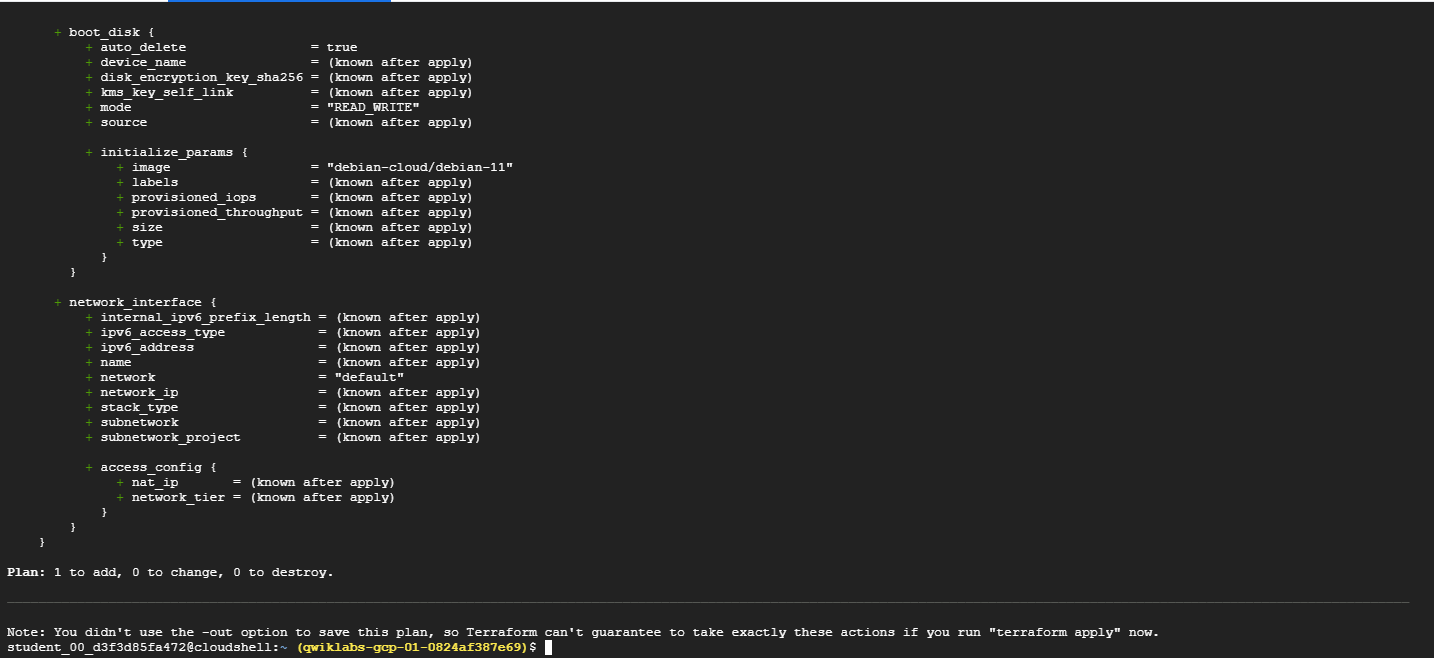 + boot_disk {
+ auto_delete = true
+ device_name = (known after apply)
+ disk_encryption_key_sha256 = (known after apply)
+ kms_key_self_link = (known after apply)
+ mode = "READ_WRITE"
+ source = (known after apply)
+ initialize_params {
+ image = "debian-cloud/debian-11"
+ labels = (known after apply)
+ provisioned_iops = (known after apply)
+ provisioned_throughput = (known after apply)
+ size = (known after apply)
+ type = (known after apply)
}
}
+ network_interface {
+ internal_ipv6_prefix_length = (known after apply)
+ ipv6_access_type = (known after apply)
+ ipv6_address = (known after apply)
+ name = (known after apply)
+ network = "default"
+ network_ip = (known after apply)
+ stack_type = (known after apply)
+ subnetwork = (known after apply)
+ subnetwork_project = (known after apply)
+ access_config {
+ nat_ip = (known after apply)
+ network_tier = (known after apply)
}
}
}
Plan: 1 to add, 0 to change, 0 to destroy.
Note: You didn't use the -out option to save this plan, so Terraform can't guarantee to take exactly these actions if you run "terraform apply" now.
student_00_d3f3d85fa472@cloudshell:~ (qwiklabs-gcp-01-0824af387e69)$